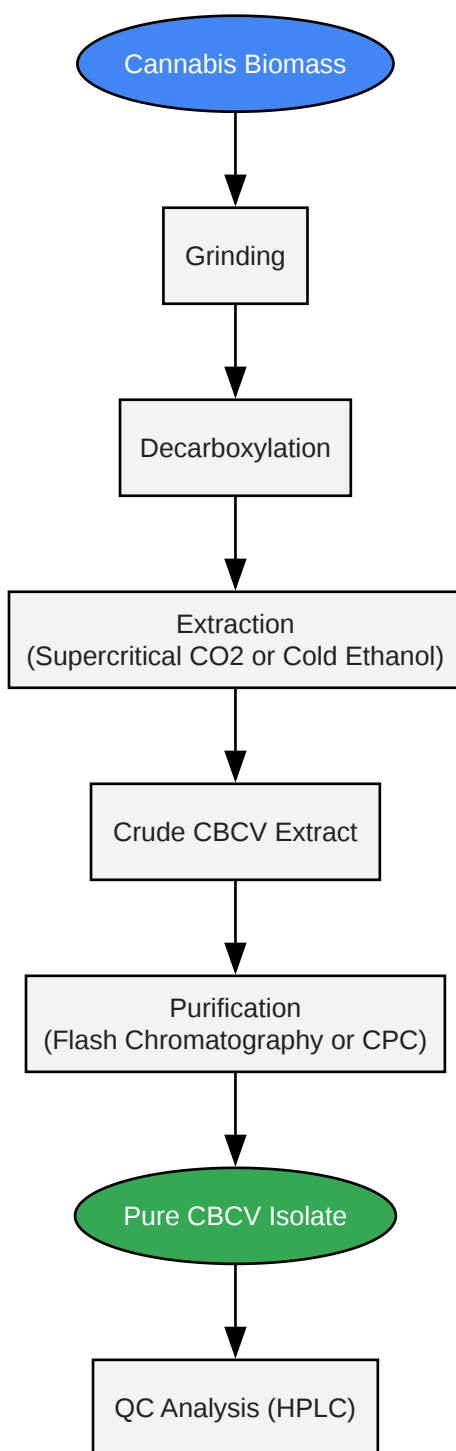 Cannabis Biomass
Grinding
Decarboxylation
Extraction
(Supercritical CO2 or Cold Ethanol)
Crude CBCV Extract
Purification
(Flash Chromatography or CPC)
Pure CBCV Isolate
QC Analysis (HPLC)